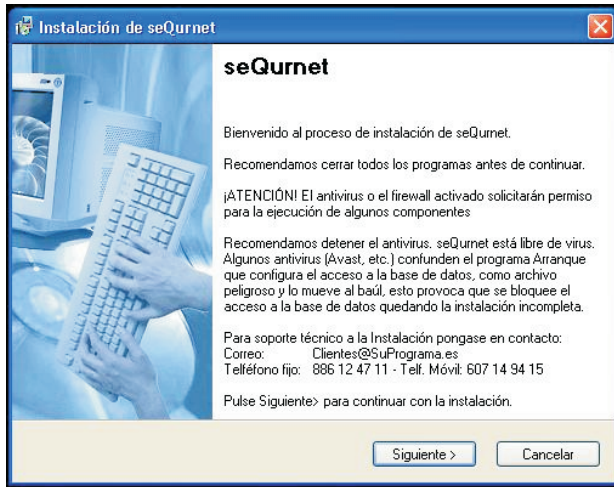 Instalación de seQurnet
seQurnet
Bienvenido al proceso de instalación de seQurnet.
Recomendamos cerrar todos los programas antes de continuar.
¡ATENCIÓN! El antivirus o el firewall activado solicitarán permiso
para la ejecución de algunos componentes
Recomendamos detener el antivirus. seQurnet está libre de virus.
Algunos antivirus (Avast, etc.) confunden el programa Arranque
que configura el acceso a la base de datos, como archivo
peligroso y lo mueve al baúl, esto provoca que se bloquee el
acceso a la base de datos quedando la instalación incompleta.
Para soporte técnico a la Instalación pongase en contacto:
Correo: Clientes@SuPrograma.es
Teléfono fijo: 886 12 47 11 - Telf. Móvil: 607 14 94 15
Pulse Siguiente> para continuar con la instalación.
Siguiente >
Cancelar